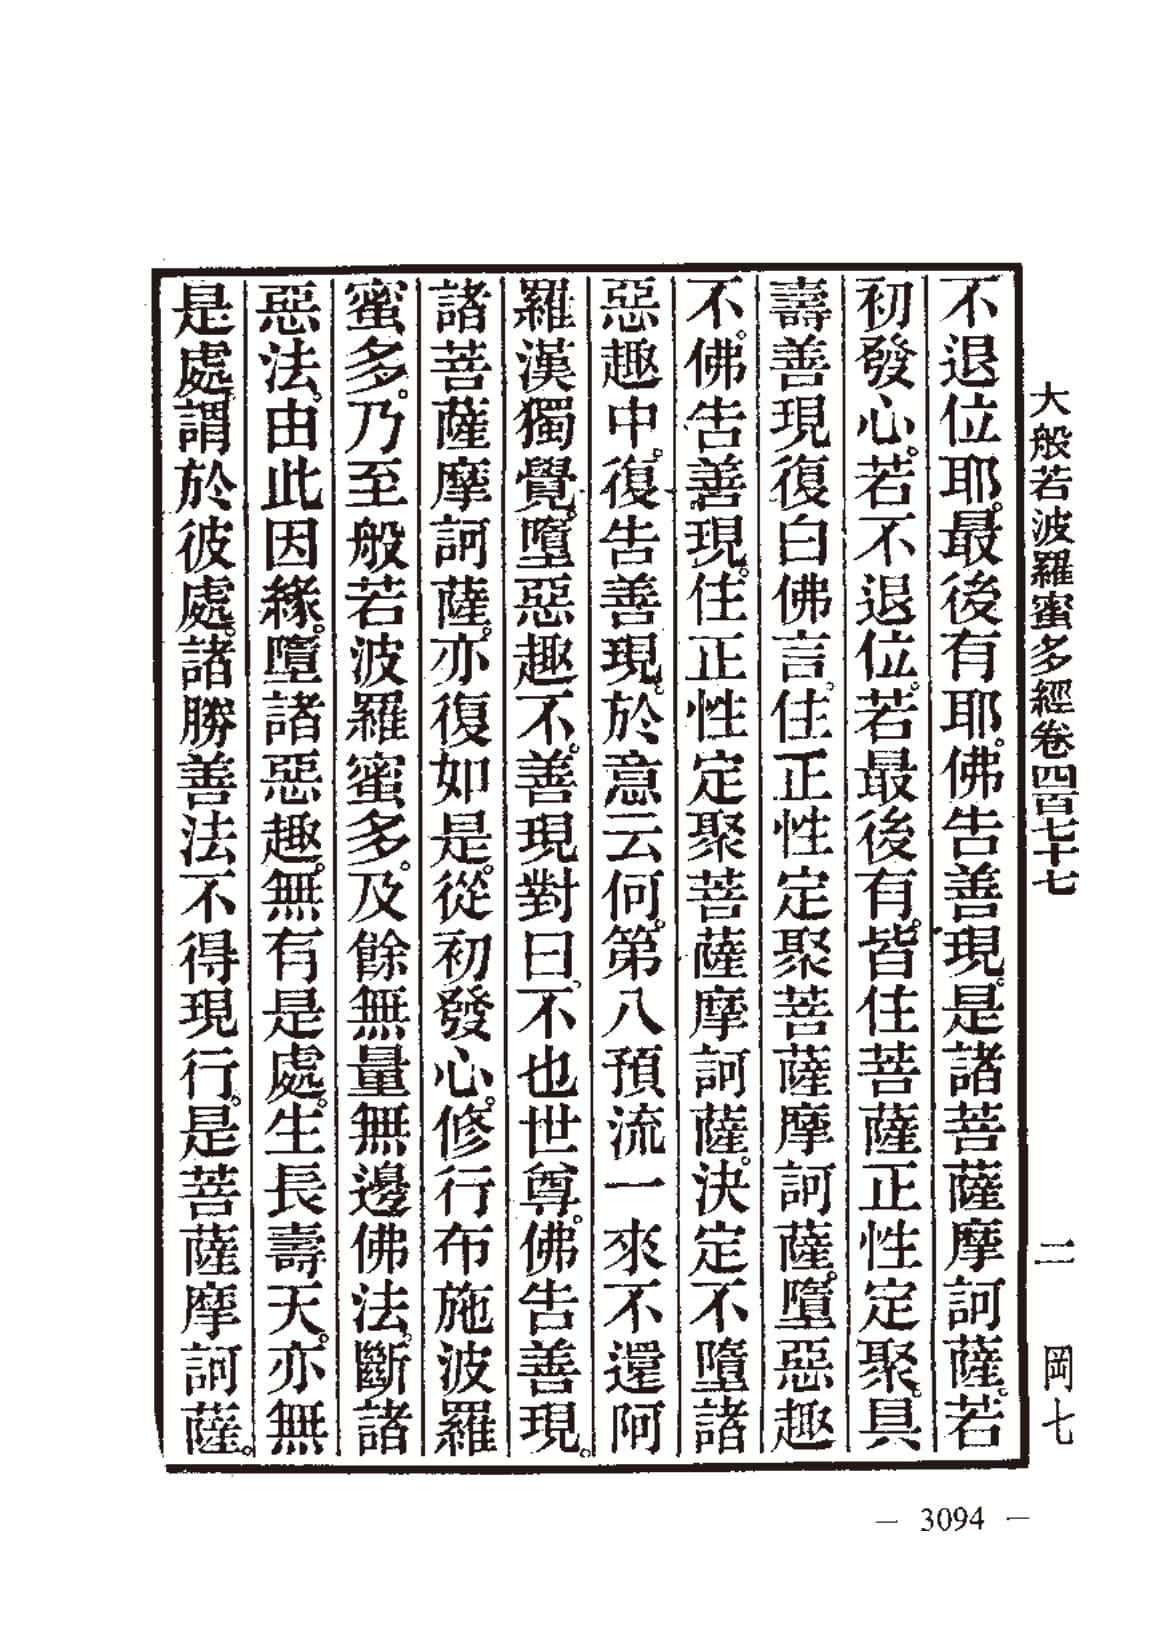 大般若波羅蜜多經卷四百七十七 二 岡七
不退位耶。最後有耶。佛告善現。是諸菩薩摩訶薩。若
初發心。若不退位。若最後有。皆住菩薩正性定聚。具
壽善現復白佛言。住正性定聚菩薩摩訶薩。墮惡趣
不。佛告善現。住正性定聚菩薩摩訶薩。決定不墮諸
惡趣中。復告善現。於意云何。第八預流一來不還阿
羅漢獨覺。墮惡趣不。善現對曰。不也世尊。佛告善現。
諸菩薩摩訶薩。亦復如是。從初發心。修行布施波羅
蜜多。乃至般若波羅蜜多。及餘無量無邊佛法。斷諸
惡法。由此因緣。墮諸惡趣。無有是處。生長壽天。亦無
是處。謂於彼處。諸勝善法不得現行。是菩薩摩訶薩。
— 3094 —